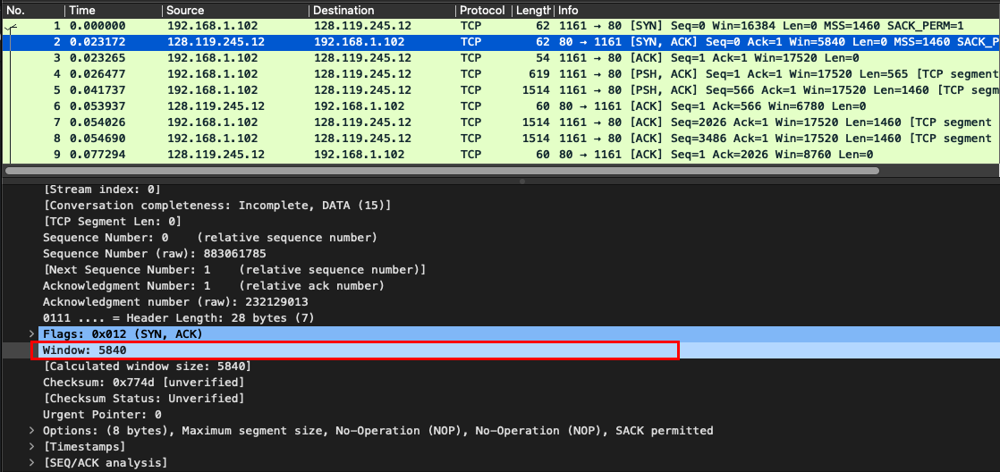 No. Time Source Destination Protocol Length Info
1 0.000000 192.168.1.102 128.119.245.12 TCP 62 1161 → 80 [SYN] Seq=0 Win=16384 Len=0 MSS=1460 SACK_PERM=1
2 0.023172 128.119.245.12 192.168.1.102 TCP 62 80 → 1161 [SYN, ACK] Seq=0 Ack=1 Win=5840 Len=0 MSS=1460 SACK_P
3 0.023265 192.168.1.102 128.119.245.12 TCP 54 1161 → 80 [ACK] Seq=1 Ack=1 Win=17520 Len=0
4 0.026477 192.168.1.102 128.119.245.12 TCP 619 1161 → 80 [PSH, ACK] Seq=1 Ack=1 Win=17520 Len=565 [TCP segment
5 0.041737 192.168.1.102 128.119.245.12 TCP 1514 1161 → 80 [PSH, ACK] Seq=566 Ack=1 Win=17520 Len=1460 [TCP segment
6 0.053937 128.119.245.12 192.168.1.102 TCP 60 80 → 1161 [ACK] Seq=1 Ack=566 Win=6780 Len=0
7 0.054026 192.168.1.102 128.119.245.12 TCP 1514 1161 → 80 [ACK] Seq=2026 Ack=1 Win=17520 Len=1460 [TCP segment
8 0.054690 192.168.1.102 128.119.245.12 TCP 1514 1161 → 80 [ACK] Seq=3486 Ack=1 Win=17520 Len=1460 [TCP segment
9 0.077294 128.119.245.12 192.168.1.102 TCP 60 80 → 1161 [ACK] Seq=1 Ack=2026 Win=8760 Len=0
[Stream index: 0]
[Conversation completeness: Incomplete, DATA (15)]
[TCP Segment Len: 0]
Sequence Number: 0 (relative sequence number)
Sequence Number (raw): 883061785
[Next Sequence Number: 1 (relative sequence number)]
Acknowledgment Number: 1 (relative ack number)
Acknowledgment number (raw): 232129013
0111 .... = Header Length: 28 bytes (7)
Flags: 0x012 (SYN, ACK)
Window: 5840
[Calculated window size: 5840]
Checksum: 0x774d [unverified]
[Checksum Status: Unverified]
Urgent Pointer: 0
Options: (8 bytes), Maximum segment size, No-Operation (NOP), No-Operation (NOP), SACK permitted
[Timestamps]
[SEQ/ACK analysis]